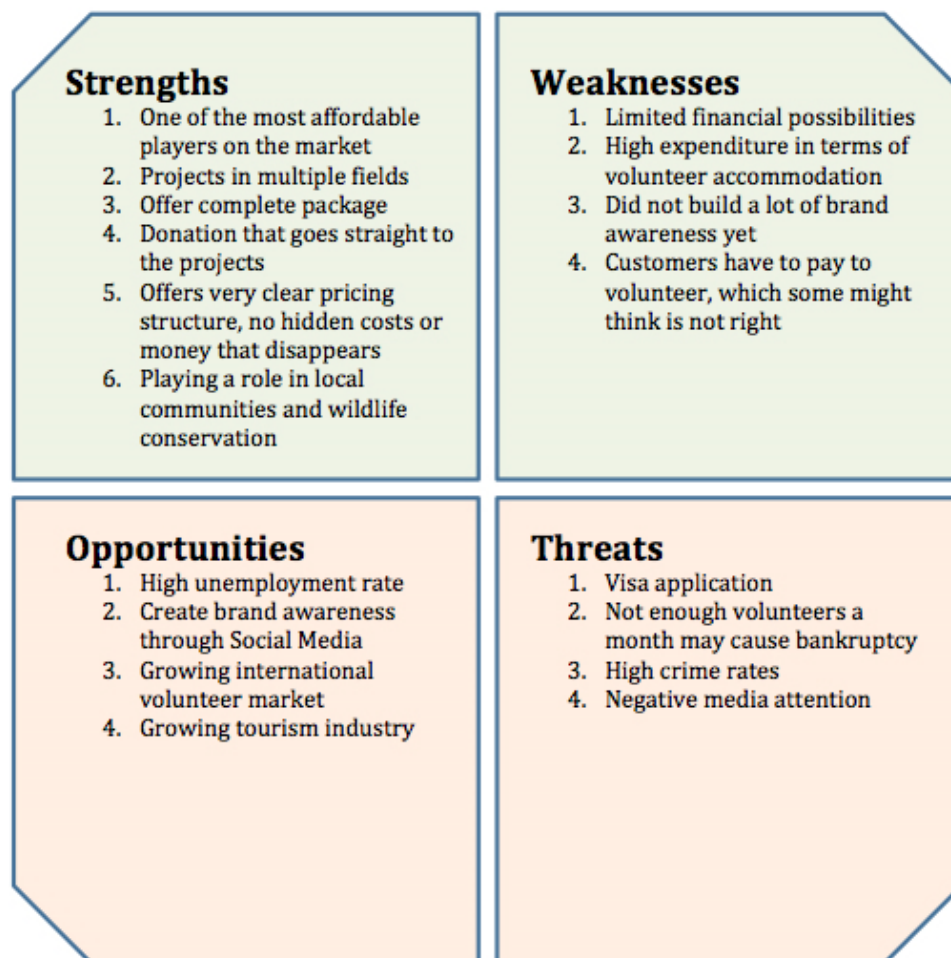 Strengths
1. One of the most affordable
players on the market
2. Projects in multiple fields
3. Offer complete package
4. Donation that goes straight to
the projects
5. Offers very clear pricing
structure, no hidden costs or
money that disappears
6. Playing a role in local
communities and wildlife
conservation
Weaknesses
1. Limited financial possibilities
2. High expenditure in terms of
volunteer accommodation
3. Did not build a lot of brand
awareness yet
4. Customers have to pay to
volunteer, which some might
think is not right
Opportunities
1. High unemployment rate
2. Create brand awareness
through Social Media
3. Growing international
volunteer market
4. Growing tourism industry
Threats
1. Visa application
2. Not enough volunteers a
month may cause bankruptcy
3. High crime rates
4. Negative media attention